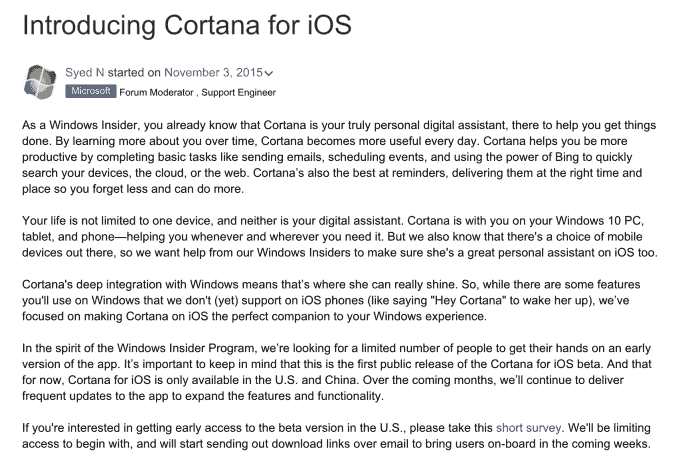 Introducing Cortana for iOS
Syed N started on November 3, 2015
Microsoft Forum Moderator , Support Engineer
As a Windows Insider, you already know that Cortana is your truly personal digital assistant, there to help you get things
done. By learning more about you over time, Cortana becomes more useful every day. Cortana helps you be more
productive by completing basic tasks like sending emails, scheduling events, and using the power of Bing to quickly
search your devices, the cloud, or the web. Cortana's also the best at reminders, delivering them at the right time and
place so you forget less and can do more.
Your life is not limited to one device, and neither is your digital assistant. Cortana is with you on your Windows 10 PC,
tablet, and phone—helping you whenever and wherever you need it. But we also know that there's a choice of mobile
devices out there, so we want help from our Windows Insiders to make sure she's a great personal assistant on iOS too.
Cortana's deep integration with Windows means that's where she can really shine. So, while there are some features
you'll use on Windows that we don't (yet) support on iOS phones (like saying "Hey Cortana" to wake her up), we've
focused on making Cortana on iOS the perfect companion to your Windows experience.
In the spirit of the Windows Insider Program, we're looking for a limited number of people to get their hands on an early
version of the app. It's important to keep in mind that this is the first public release of the Cortana for iOS beta. And that
for now, Cortana for iOS is only available in the U.S. and China. Over the coming months, we'll continue to deliver
frequent updates to the app to expand the features and functionality.
If you're interested in getting early access to the beta version in the U.S., please take this short survey. We'll be limiting
access to begin with, and will start sending out download links over email to bring users on-board in the coming weeks.